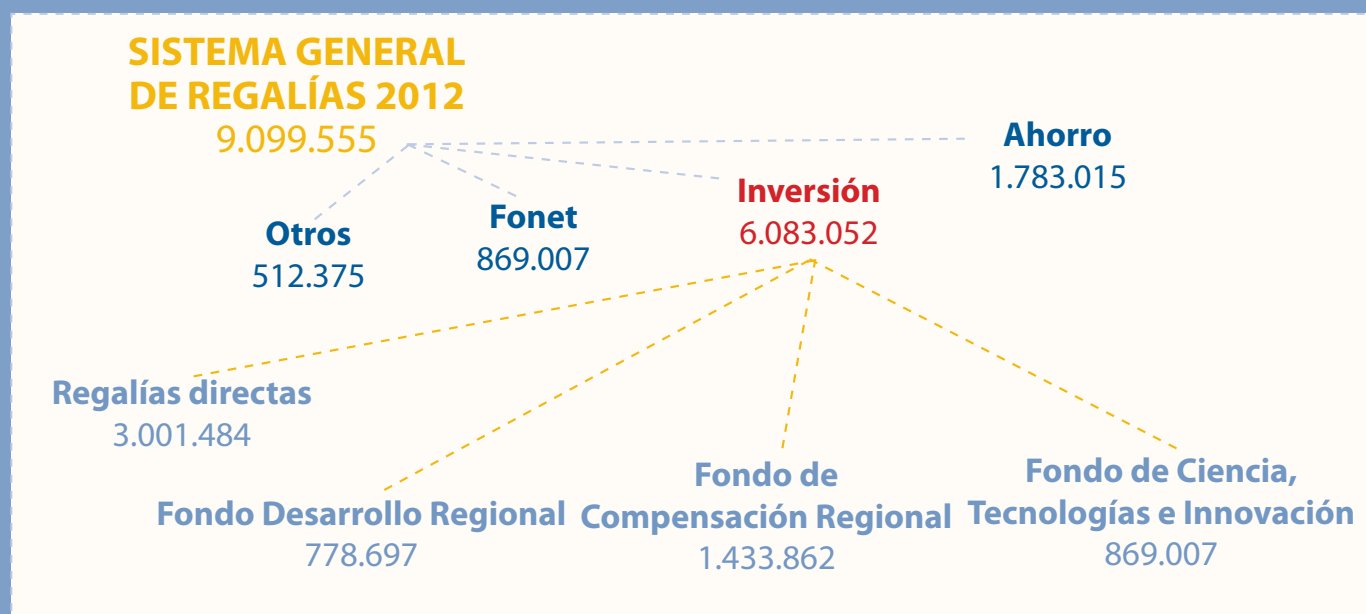 SISTEMA GENERAL
DE REGALÍAS 2012
9.099.555
Otros
512.375
Fonet
869.007
Inversión
6.083.052
Ahorro
1.783.015
Regalías directas
3.001.484
Fondo Desarrollo Regional
778.697
Fondo de
Compensación Regional
1.433.862
Fondo de Ciencia,
Tecnologías e Innovación
869.007